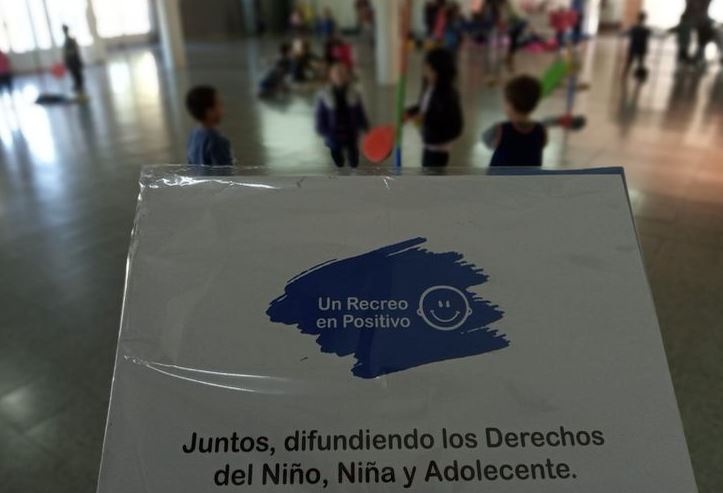 Un Recreo
en Positivo
Juntos, difundiendo los Derechos
del Niño, Niña y Adolecente.